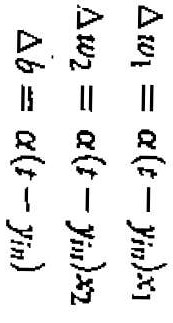 Δw₁ = α(t − y_in)x₁
Δw₂ = α(t − y_in)x₂
Δb = α(t − y_in)